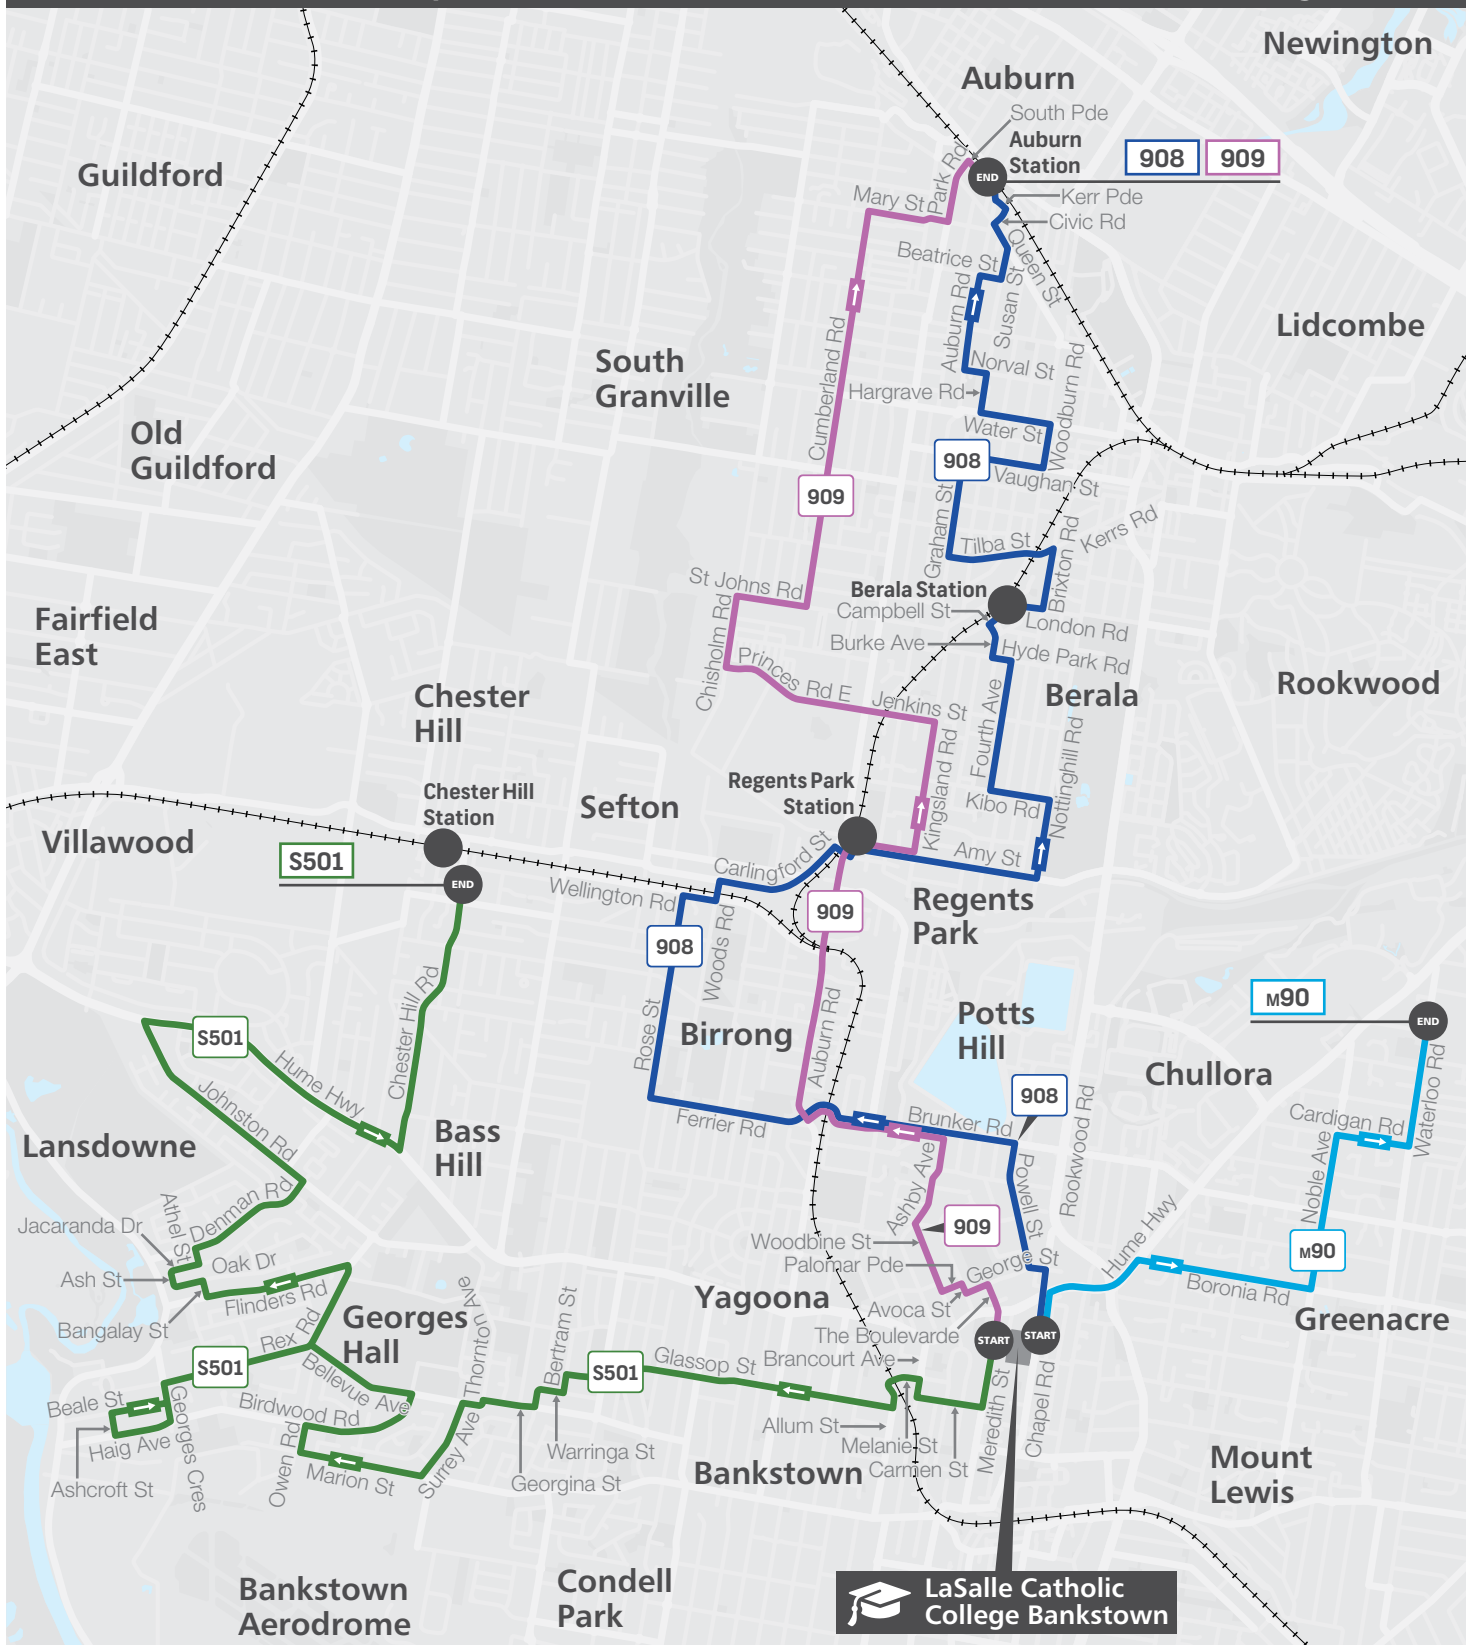 Newington
Auburn
South Pde
Auburn
Station
908
909
END
Guildford
Park Rd
Mary St
Kerr Pde
Civic Rd
Queen St
Beatrice St
Susan St
Auburn Rd
Lidcombe
Cumberland Rd
South
Granville
Norval St
Woodburn Rd
Hargrave Rd
Water St
Old
Guildford
908
Vaughan St
909
Graham St
Tilba St
Brixton Rd
Kerrs Rd
St Johns Rd
Berala Station
Campbell St
London Rd
Fairfield
East
Burke Ave
Hyde Park Rd
Chisholm Rd
Princes Rd E
Jenkins St
Berala
Rookwood
Chester
Hill
Fourth Ave
Nottinghill Rd
Kingsland Rd
Regents Park
Station
Chester Hill
Station
Sefton
Kibo Rd
Villawood
S501
END
Carlingford St
Amy St
Wellington Rd
909
Regents
Park
908
Woods Rd
M90
END
Chester Hill Rd
Rose St
Birrong
Auburn Rd
Potts
Hill
S501
Hume Hwy
Chullora
Waterloo Rd
Johnston Rd
908
Rookwood Rd
Lansdowne
Bass
Hill
Ferrier Rd
Brunker Rd
Cardigan Rd
Noble Ave
Powell St
Ashby Ave
Athel St
Denman Rd
Jacaranda Dr
909
Hume Hwy
Woodbine St
M90
Oak Dr
Ash St
Palomar Pde
George St
Flinders Rd
Boronia Rd
Bangalay St
Rex Rd
Georges
Hall
Thornton Ave
Bertram St
Yagoona
Avoca St
The Boulevarde
START
START
Greenacre
S501
Bellevue Ave
S501
Glassop St
Brancourt Ave
Beale St
Georges Cres
Birdwood Rd
Haig Ave
Owen Rd
Marion St
Surrey Ave
Allum St
Melanie St
Carmen St
Meredith St
Chapel Rd
Warringa St
Georgina St
Ashcroft St
Bankstown
Mount
Lewis
Bankstown
Aerodrome
Condell
Park
LaSalle Catholic
College Bankstown